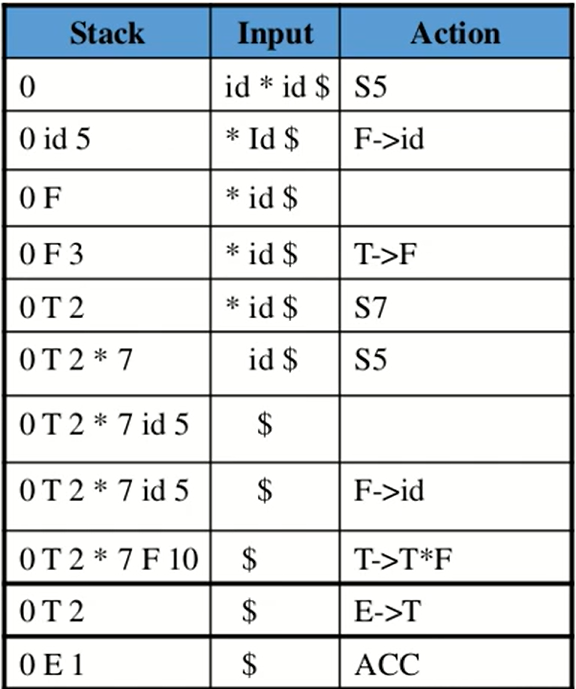 Stack Input Action
0 id * id $ S5
0 id 5 * Id $ F->id
0 F * id $
0 F 3 * id $ T->F
0 T 2 * id $ S7
0 T 2 * 7 id $ S5
0 T 2 * 7 id 5 $
0 T 2 * 7 id 5 $ F->id
0 T 2 * 7 F 10 $ T->T*F
0 T 2 $ E->T
0 E 1 $ ACC